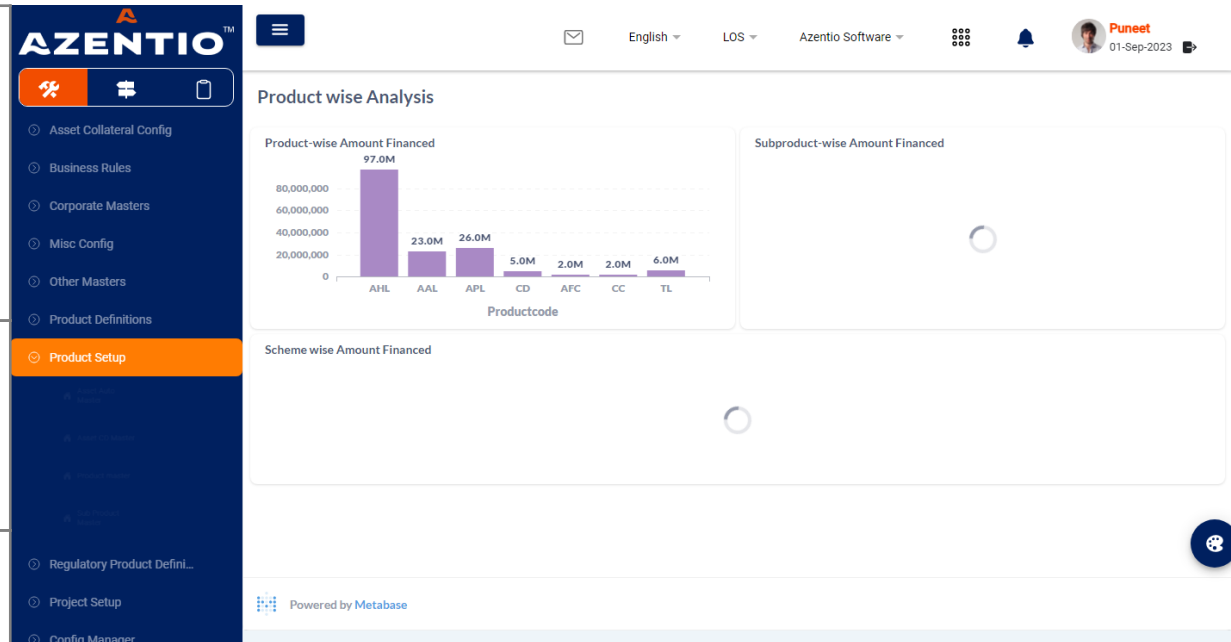 AZENTIO™
English
LOS
Azentio Software
Puneet
01-Sep-2023
Asset Collateral Config
Business Rules
Corporate Masters
Misc Config
Other Masters
Product Definitions
Product Setup
Regulatory Product Defini...
Project Setup
Config Manager
Product wise Analysis
Product-wise Amount Financed
97.0M
80,000,000
60,000,000
40,000,000
23.0M 26.0M
20,000,000
5.0M 2.0M 2.0M 6.0M
0
AHL AAL APL CD AFC CC TL
Productcode
Subproduct-wise Amount Financed
Scheme wise Amount Financed
Powered by Metabase